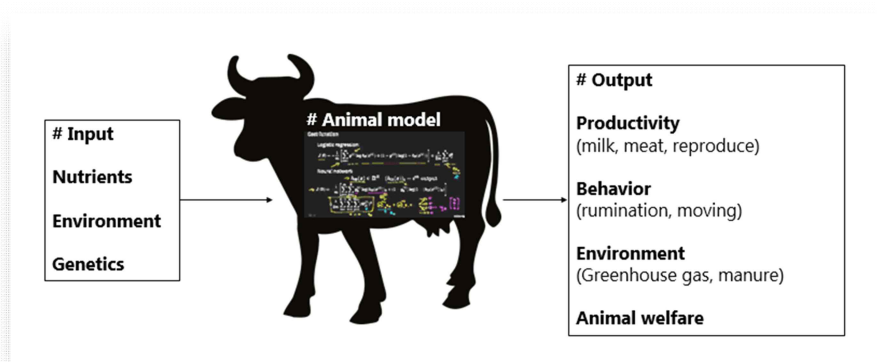 # Input
Nutrients
Environment
Genetics
# Animal model
Cost function
Logistic regression:
Neural network:
# Output
Productivity
(milk, meat, reproduce)
Behavior
(rumination, moving)
Environment
(Greenhouse gas, manure)
Animal welfare